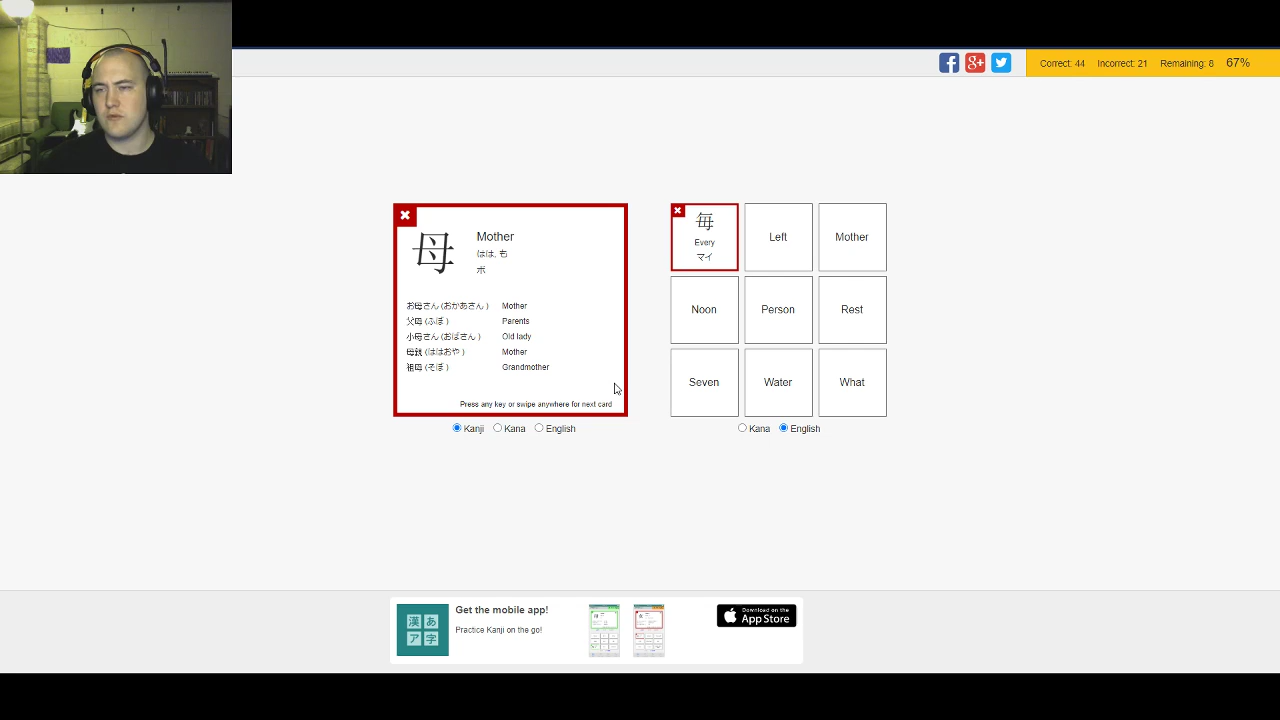 Correct: 44 Incorrect: 21 Remaining: 8 67%
母
Mother
はは, も
ボ
お母さん (おかあさん ) Mother
父母 (ふぼ ) Parents
小母さん (おばさん ) Old lady
母親 (ははおや ) Mother
祖母 (そぼ ) Grandmother
Press any key or swipe anywhere for next card
Kanji Kana English
毎
Every
マイ
Left
Mother
Noon
Person
Rest
Seven
Water
What
Kana English
漢 あ
ア 字
Get the mobile app!
Practice Kanji on the go!
Download on the
App Store